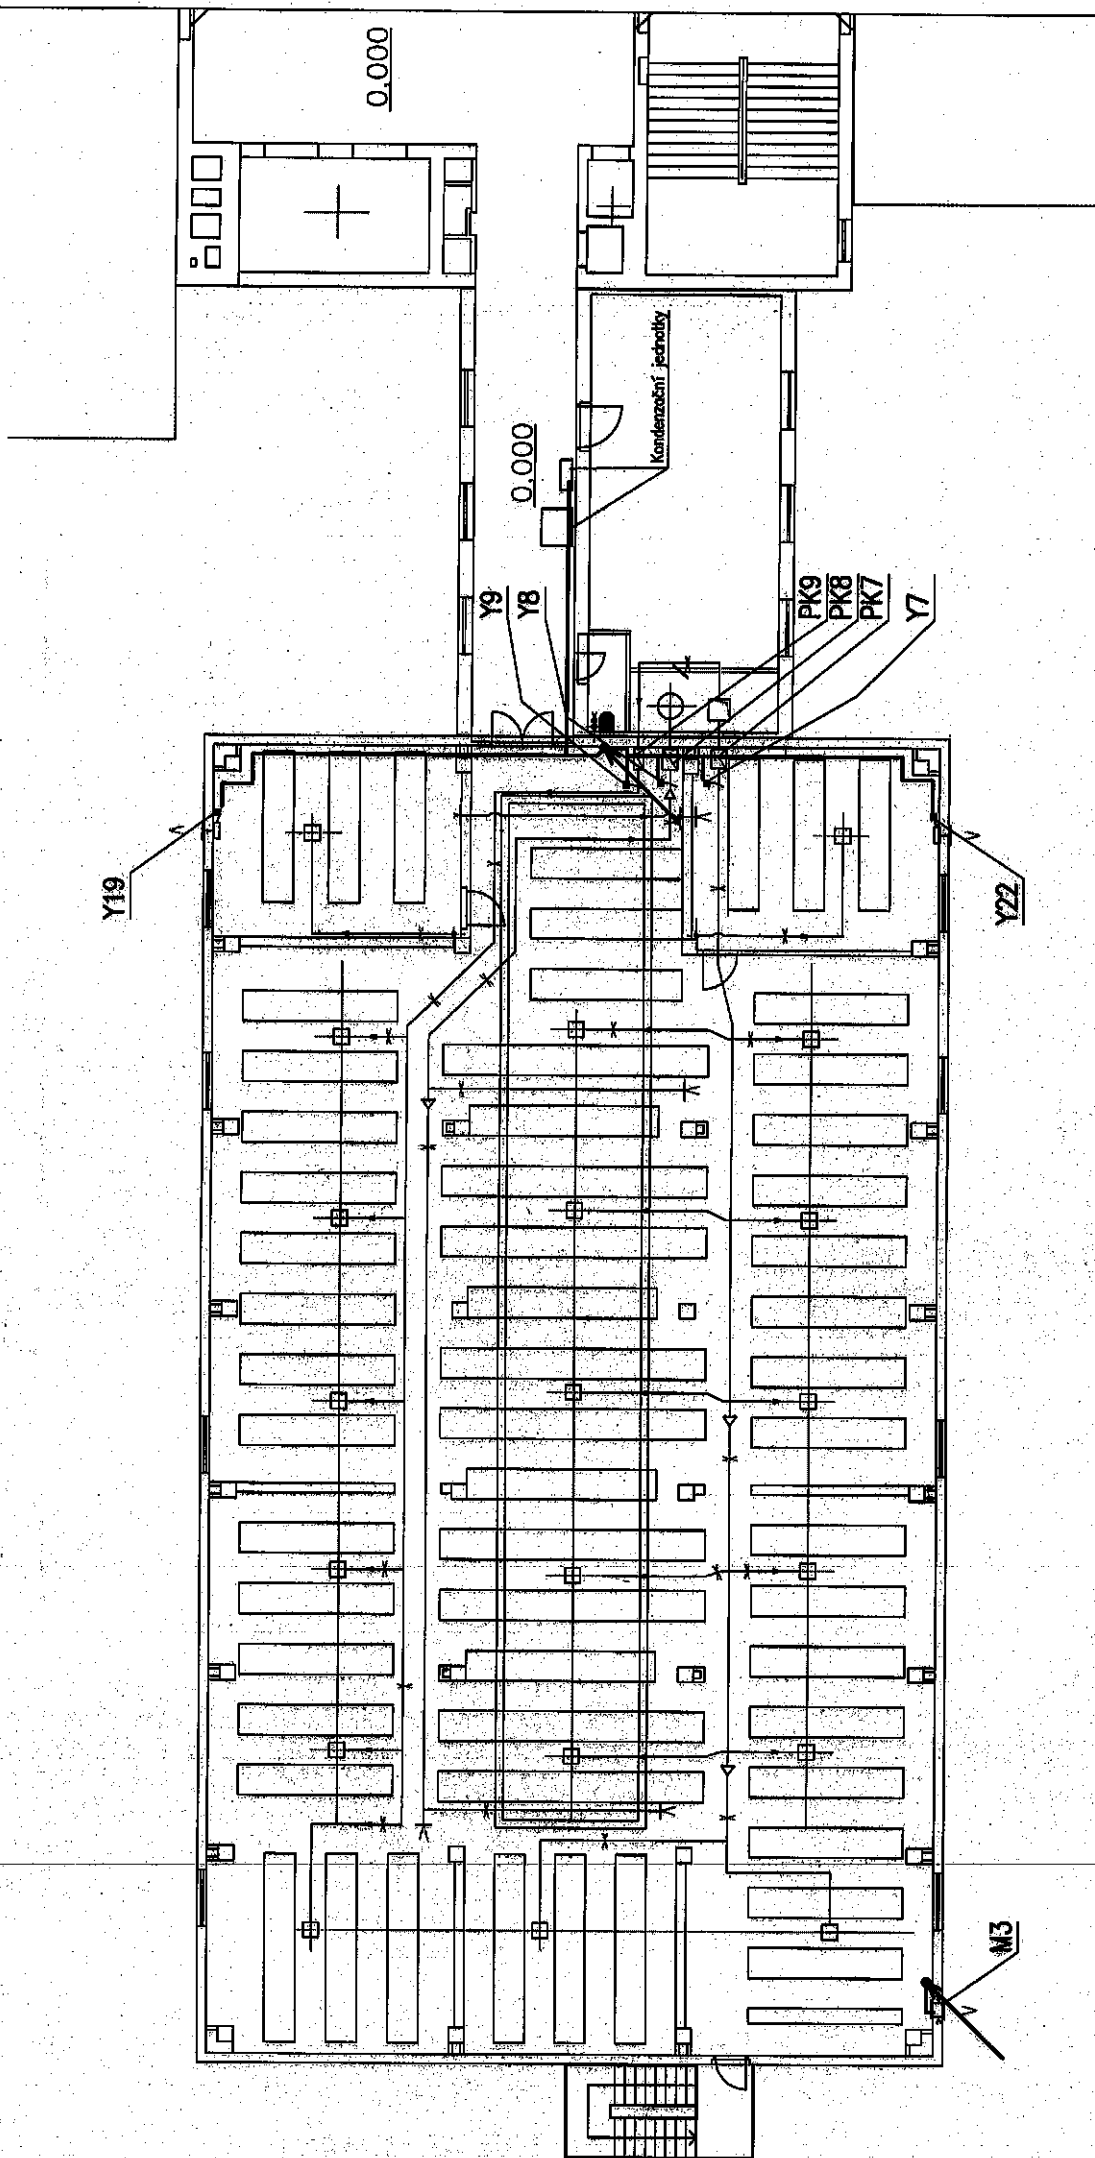 0,000
0,000
Kondenzační jednotky
Y9
Y8
PK9
PK8
PK7
Y7
Y19
Y22
M3